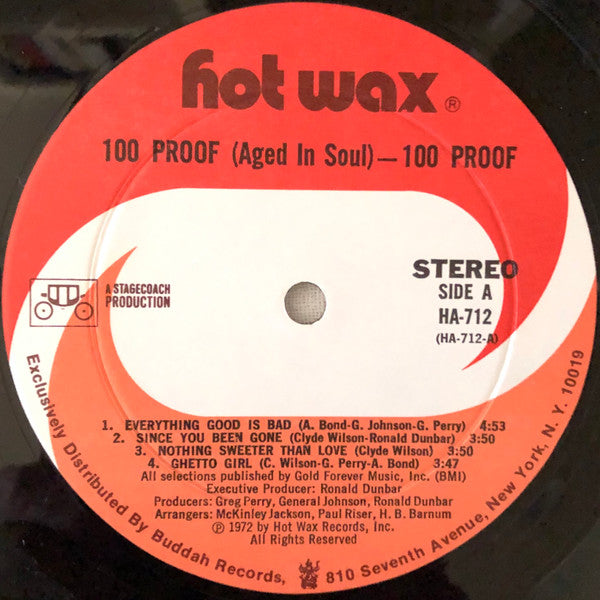 hot wax®
100 PROOF (Aged In Soul) — 100 PROOF
A STAGECOACH
PRODUCTION
STEREO
SIDE A
HA-712
(HA-712-A)
1. EVERYTHING GOOD IS BAD (A. Bond-G. Johnson-G. Perry) 4:53
2. SINCE YOU BEEN GONE (Clyde Wilson-Ronald Dunbar) 3:50
3. NOTHING SWEETER THAN LOVE (Clyde Wilson) 3:50
4. GHETTO GIRL (C. Wilson-G. Perry-A. Bond) 3:47
All selections published by Gold Forever Music, Inc. (BMI)
Executive Producer: Ronald Dunbar
Producers: Greg Perry, General Johnson, Ronald Dunbar
Arrangers: McKinley Jackson, Paul Riser, H. B. Barnum
℗ 1972 by Hot Wax Records, Inc.
All Rights Reserved
Exclusively Distributed By Buddah Records, 810 Seventh Avenue, New York, N. Y. 10019